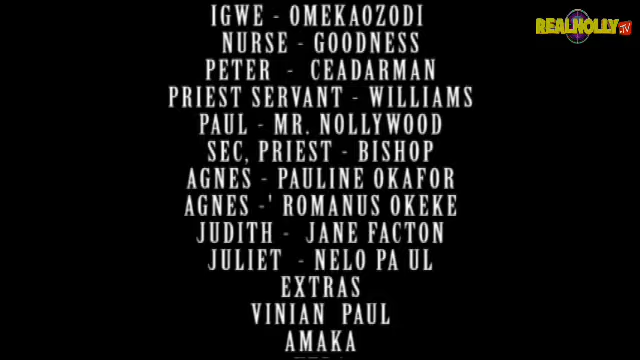 IGWE - OMEKAOZODI
REALNOLLY.TV
NURSE - GOODNESS
PETER - CEADARMAN
PRIEST SERVANT - WILLIAMS
PAUL - MR. NOLLYWOOD
SEC, PRIEST - BISHOP
AGNES - PAULINE OKAFOR
AGNES -' ROMANUS OKEKE
JUDITH - JANE FACTON
JULIET - NELO PA UL
EXTRAS
VINIAN PAUL
AMAKA